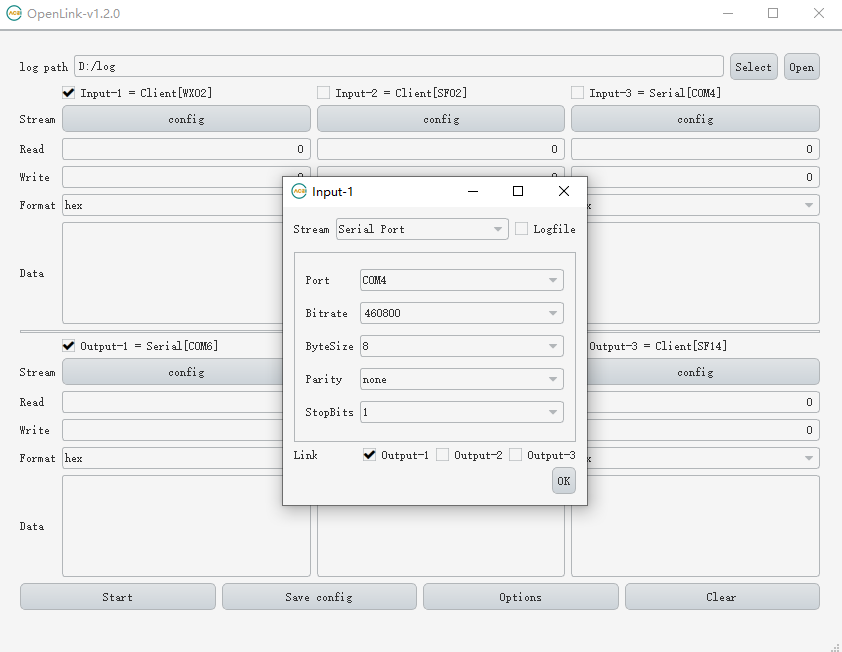 OpenLink-v1.2.0
log path D:/log Select Open
Input-1 = Client[WX02] Input-2 = Client[SF02] Input-3 = Serial[COM4]
Stream config config config
Read 0 0 0
Write 0 0 0
Format hex
Data
Input-1
Stream Serial Port Logfile
Port COM4
Bitrate 460800
ByteSize 8
Parity none
StopBits 1
Link Output-1 Output-2 Output-3
OK
Output-1 = Serial[COM6] Output-3 = Client[SF14]
Stream config config
Read 0
Write 0
Format hex
Data
Start Save config Options Clear